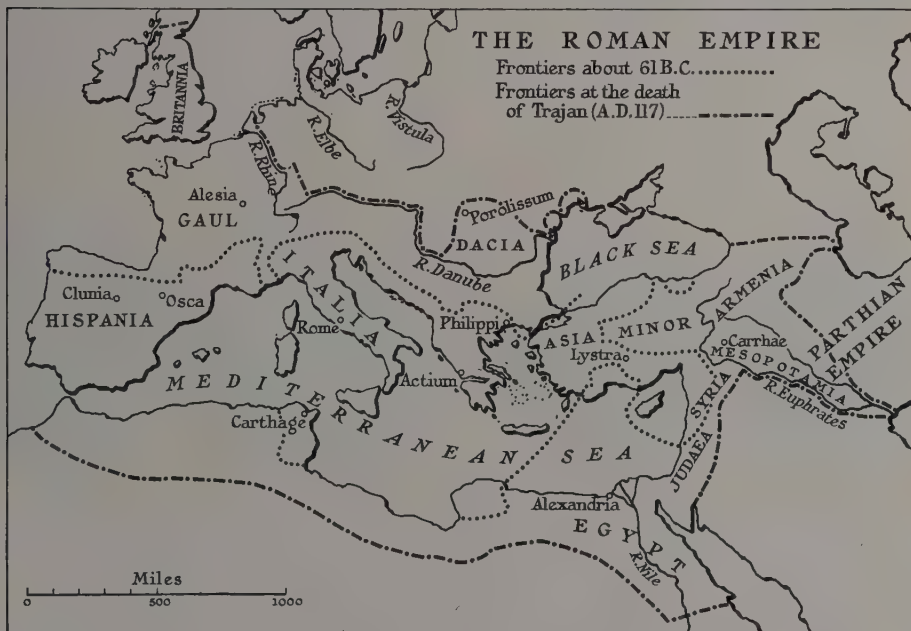 THE ROMAN EMPIRE
Frontiers about 61 B.C.
Frontiers at the death
of Trajan (A.D. 117)
BRITANNIA
R. Elbe
R. Vistula
R. Rhine
Alesia
GAUL
Porolissum
DACIA
BLACK SEA
R. Danube
ITALIA
Clunia
Osca
HISPANIA
Rome
Philippi
ASIA MINOR
ARMENIA
PARTHIAN
EMPIRE
Carrhae
MESOPOTAMIA
Lystra
Actium
SYRIA
R. Euphrates
MEDITERRANEAN SEA
Carthage
JUDAEA
Alexandria
EGYPT
R. Nile
Miles
0 500 1000